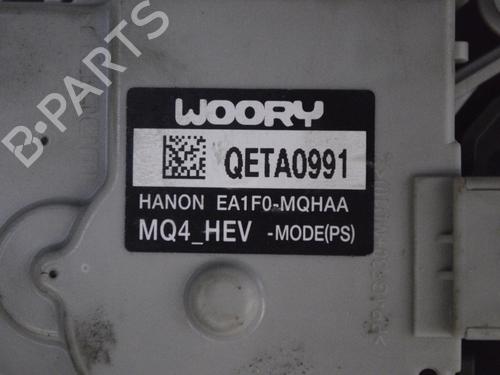 WOORY
QETA0991
HANON EA1F0-MQHAA
MQ4_HEV -MODE(PS)
B-PARTS